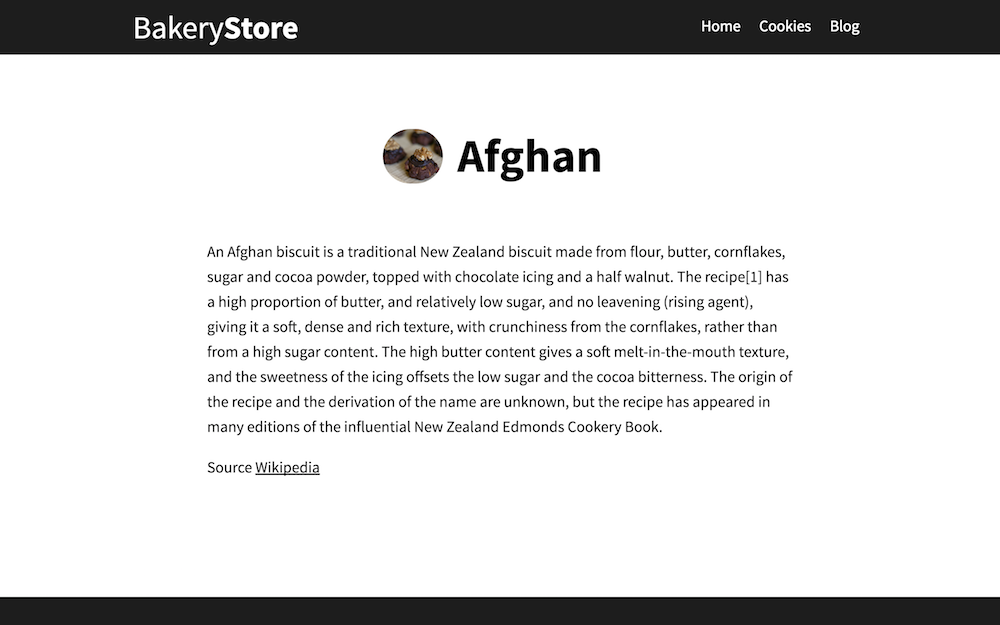 BakeryStore
Home Cookies Blog
Afghan
An Afghan biscuit is a traditional New Zealand biscuit made from flour, butter, cornflakes,
sugar and cocoa powder, topped with chocolate icing and a half walnut. The recipe[1] has
a high proportion of butter, and relatively low sugar, and no leavening (rising agent),
giving it a soft, dense and rich texture, with crunchiness from the cornflakes, rather than
from a high sugar content. The high butter content gives a soft melt-in-the-mouth texture,
and the sweetness of the icing offsets the low sugar and the cocoa bitterness. The origin of
the recipe and the derivation of the name are unknown, but the recipe has appeared in
many editions of the influential New Zealand Edmonds Cookery Book.
Source Wikipedia